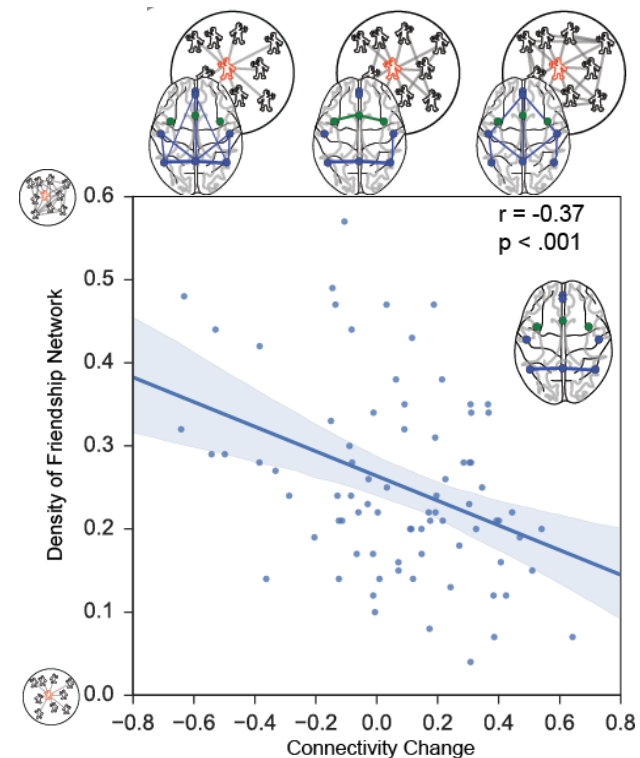 r = -0.37
p < .001
0.6
0.5
0.4
0.3
0.2
0.1
0.0
Density of Friendship Network
−0.8 −0.6 −0.4 −0.2 0.0 0.2 0.4 0.6 0.8
Connectivity Change